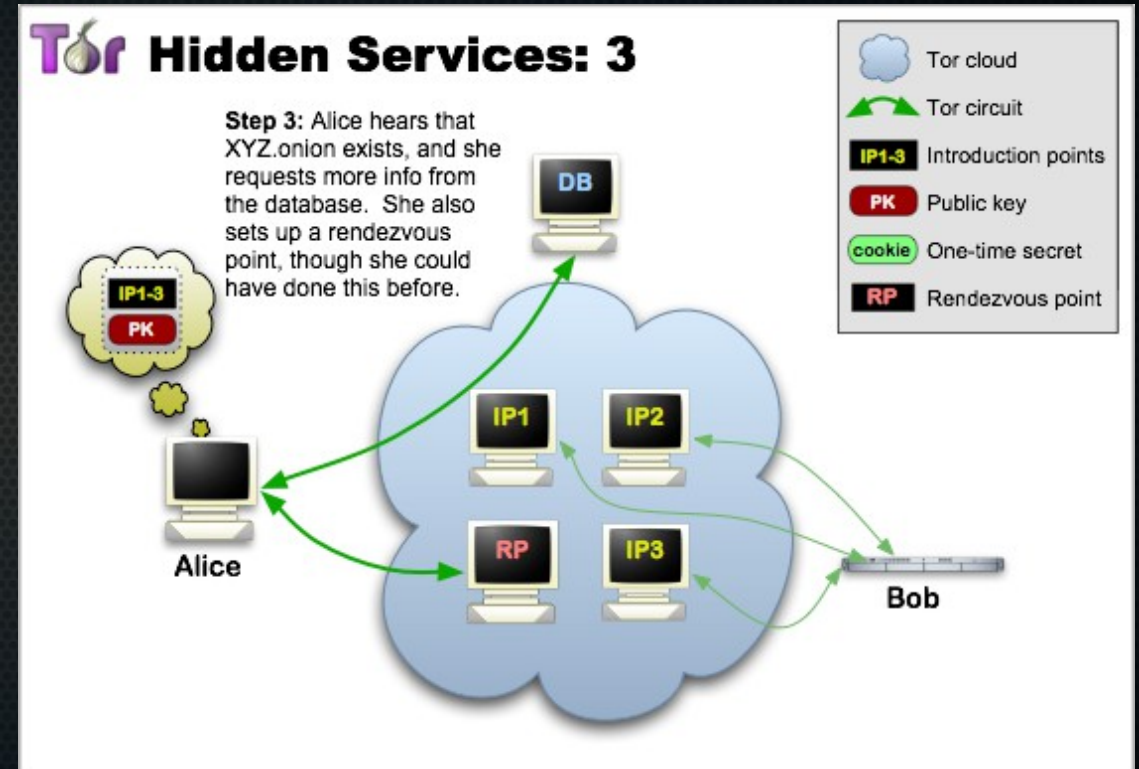 Tor Hidden Services: 3
Step 3: Alice hears that
XYZ.onion exists, and she
requests more info from
the database. She also
sets up a rendezvous
point, though she could
have done this before.
Tor cloud
Tor circuit
IP1-3 Introduction points
PK Public key
cookie One-time secret
RP Rendezvous point
DB
IP1-3
PK
IP1
IP2
RP
IP3
Alice
Bob